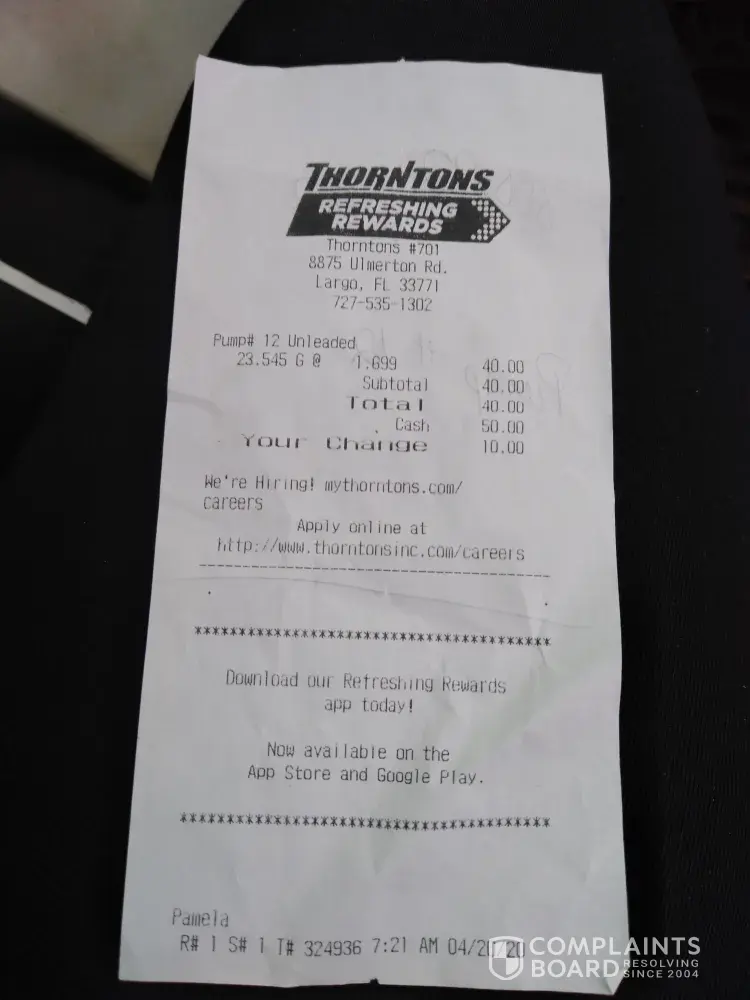 THORNTONS
REFRESHING
REWARDS
Thorntons #701
8875 Ulmerton Rd.
Largo, FL 33771
727-535-1302
Pump# 12 Unleaded
23.545 G @ 1.699 40.00
Subtotal 40.00
Total 40.00
Cash 50.00
Your Change 10.00
We're Hiring! mythorntons.com/
careers
Apply online at
http://www.thorntonsinc.com/careers
----------------------------------------
****************************************
Download our Refreshing Rewards
app today!
Now available on the
App Store and Google Play.
****************************************
Pamela
R# 1 S# 1 T# 324936 7:21 AM 04/20/20
COMPLAINTS
BOARD RESOLVING
SINCE 2004